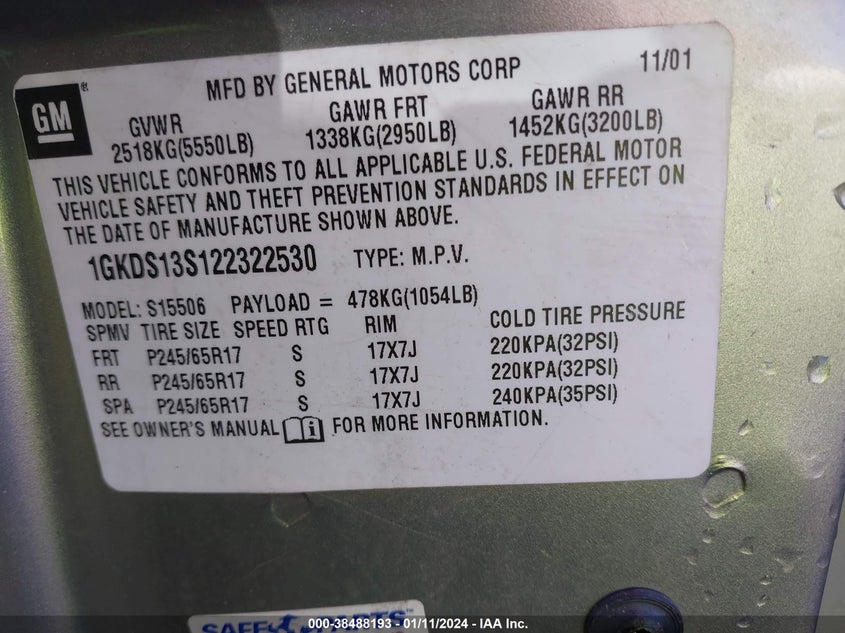 MFD BY GENERAL MOTORS CORP 11/01
GM ®
GVWR GAWR FRT GAWR RR
2518KG(5550LB) 1338KG(2950LB) 1452KG(3200LB)
THIS VEHICLE CONFORMS TO ALL APPLICABLE U.S. FEDERAL MOTOR
VEHICLE SAFETY AND THEFT PREVENTION STANDARDS IN EFFECT ON
THE DATE OF MANUFACTURE SHOWN ABOVE.
1GKDS13S122322530 TYPE: M.P.V.
MODEL: S15506 PAYLOAD = 478KG(1054LB)
SPMV TIRE SIZE SPEED RTG RIM COLD TIRE PRESSURE
FRT P245/65R17 S 17X7J 220KPA(32PSI)
RR P245/65R17 S 17X7J 220KPA(32PSI)
SPA P245/65R17 S 17X7J 240KPA(35PSI)
SEE OWNER'S MANUAL i FOR MORE INFORMATION.
000-38488193 - 01/11/2024 - IAA Inc.